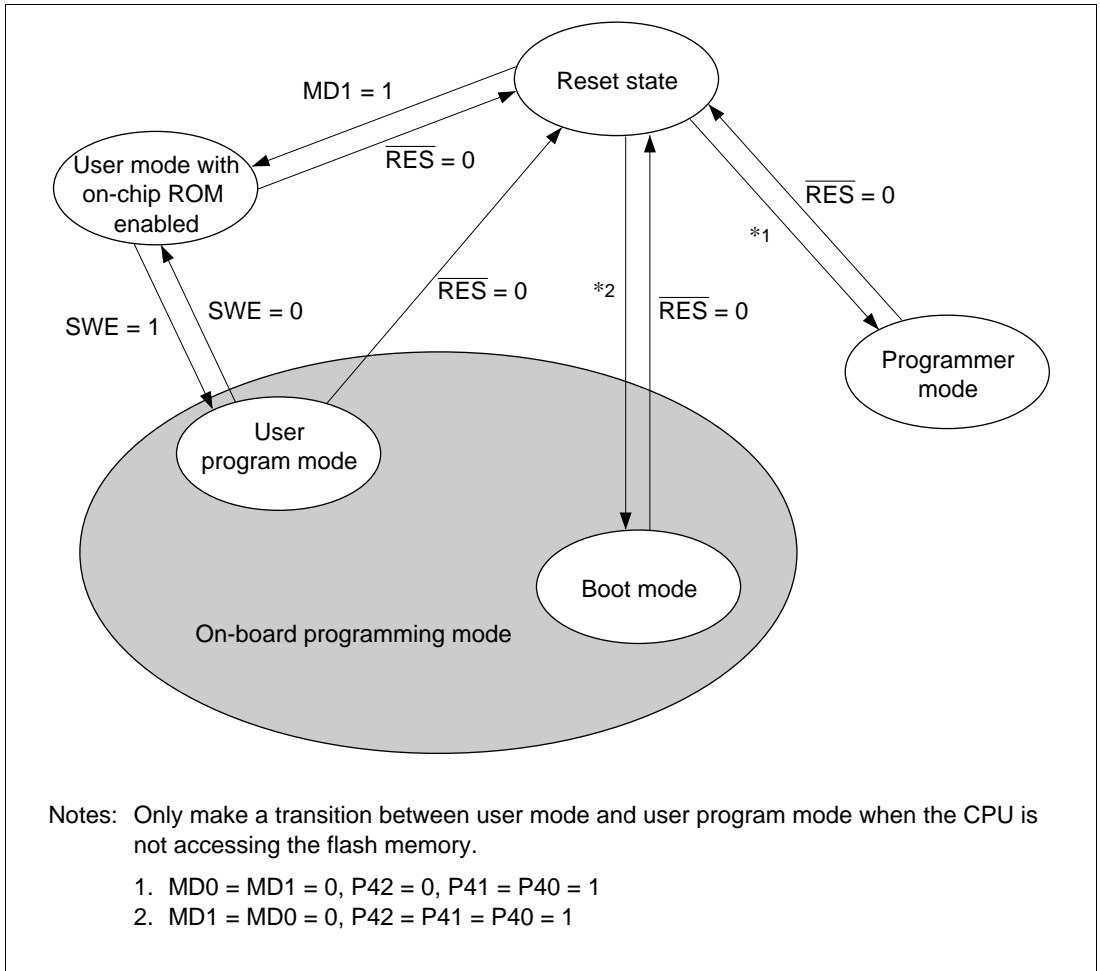 Reset state
MD1 = 1
RES = 0
User mode with
on-chip ROM
enabled
RES = 0
*1
RES = 0
*2
RES = 0
SWE = 0
SWE = 1
Programmer
mode
User
program mode
Boot mode
On-board programming mode
Notes: Only make a transition between user mode and user program mode when the CPU is
not accessing the flash memory.
1. MD0 = MD1 = 0, P42 = 0, P41 = P40 = 1
2. MD1 = MD0 = 0, P42 = P41 = P40 = 1